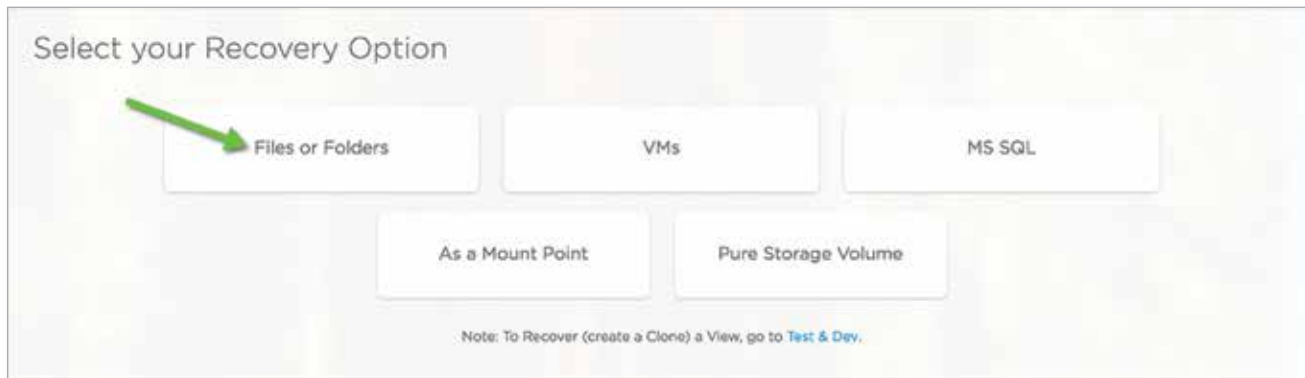 Select your Recovery Option
Files or Folders
VMs
MS SQL
As a Mount Point
Pure Storage Volume
Note: To Recover (create a Clone) a View, go to Test & Dev.